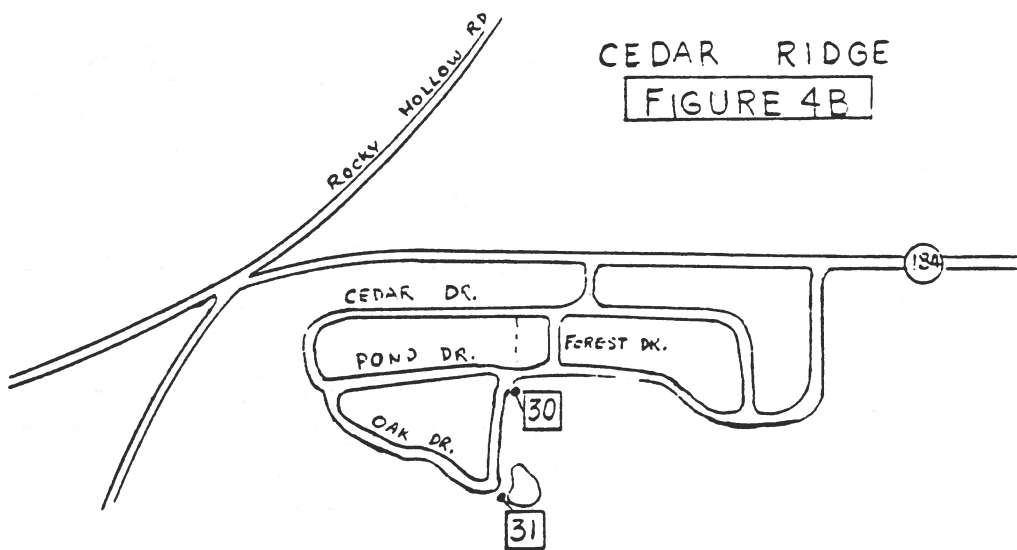 CEDAR RIDGE
FIGURE 4B
ROCKY HOLLOW RD
184
CEDAR DR.
POND DR.
FOREST DR.
OAK DR.
30
31